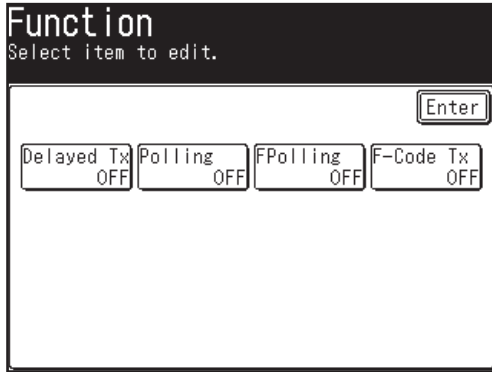 Function
Select item to edit.
Enter
Delayed Tx Polling FPolling F-Code Tx
OFF OFF OFF OFF